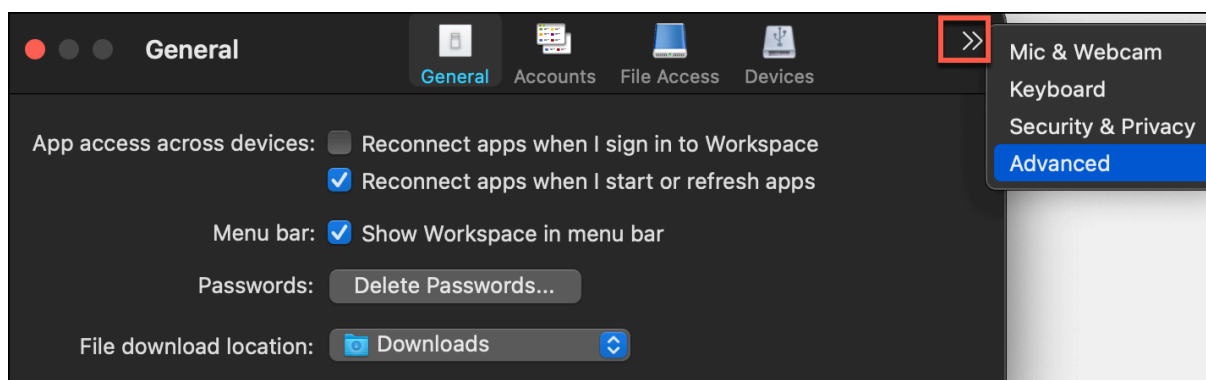 General
General
Accounts
File Access
Devices
Mic & Webcam
Keyboard
Security & Privacy
Advanced
App access across devices: Reconnect apps when I sign in to Workspace
Reconnect apps when I start or refresh apps
Menu bar: Show Workspace in menu bar
Passwords: Delete Passwords...
File download location: Downloads